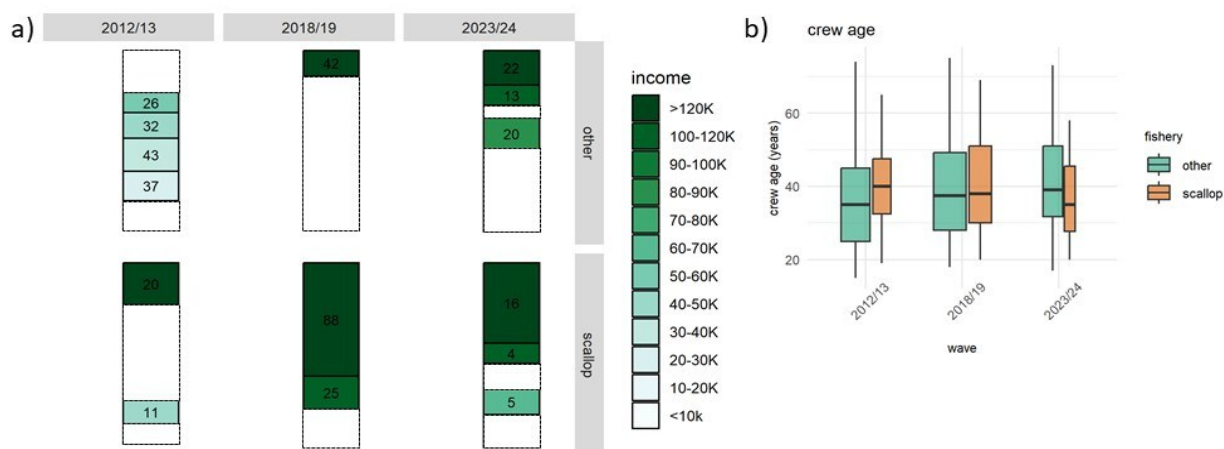 a)
2012/13 2018/19 2023/24
26
32
43
37
42
22
13
20
other
20
11
88
25
16
4
5
scallop
income
>120K
100-120K
90-100K
80-90K
70-80K
60-70K
50-60K
40-50K
30-40K
20-30K
10-20K
<10k
b)
crew age
crew age (years)
60
40
20
2012/13
2018/19
2023/24
wave
fishery
other
scallop